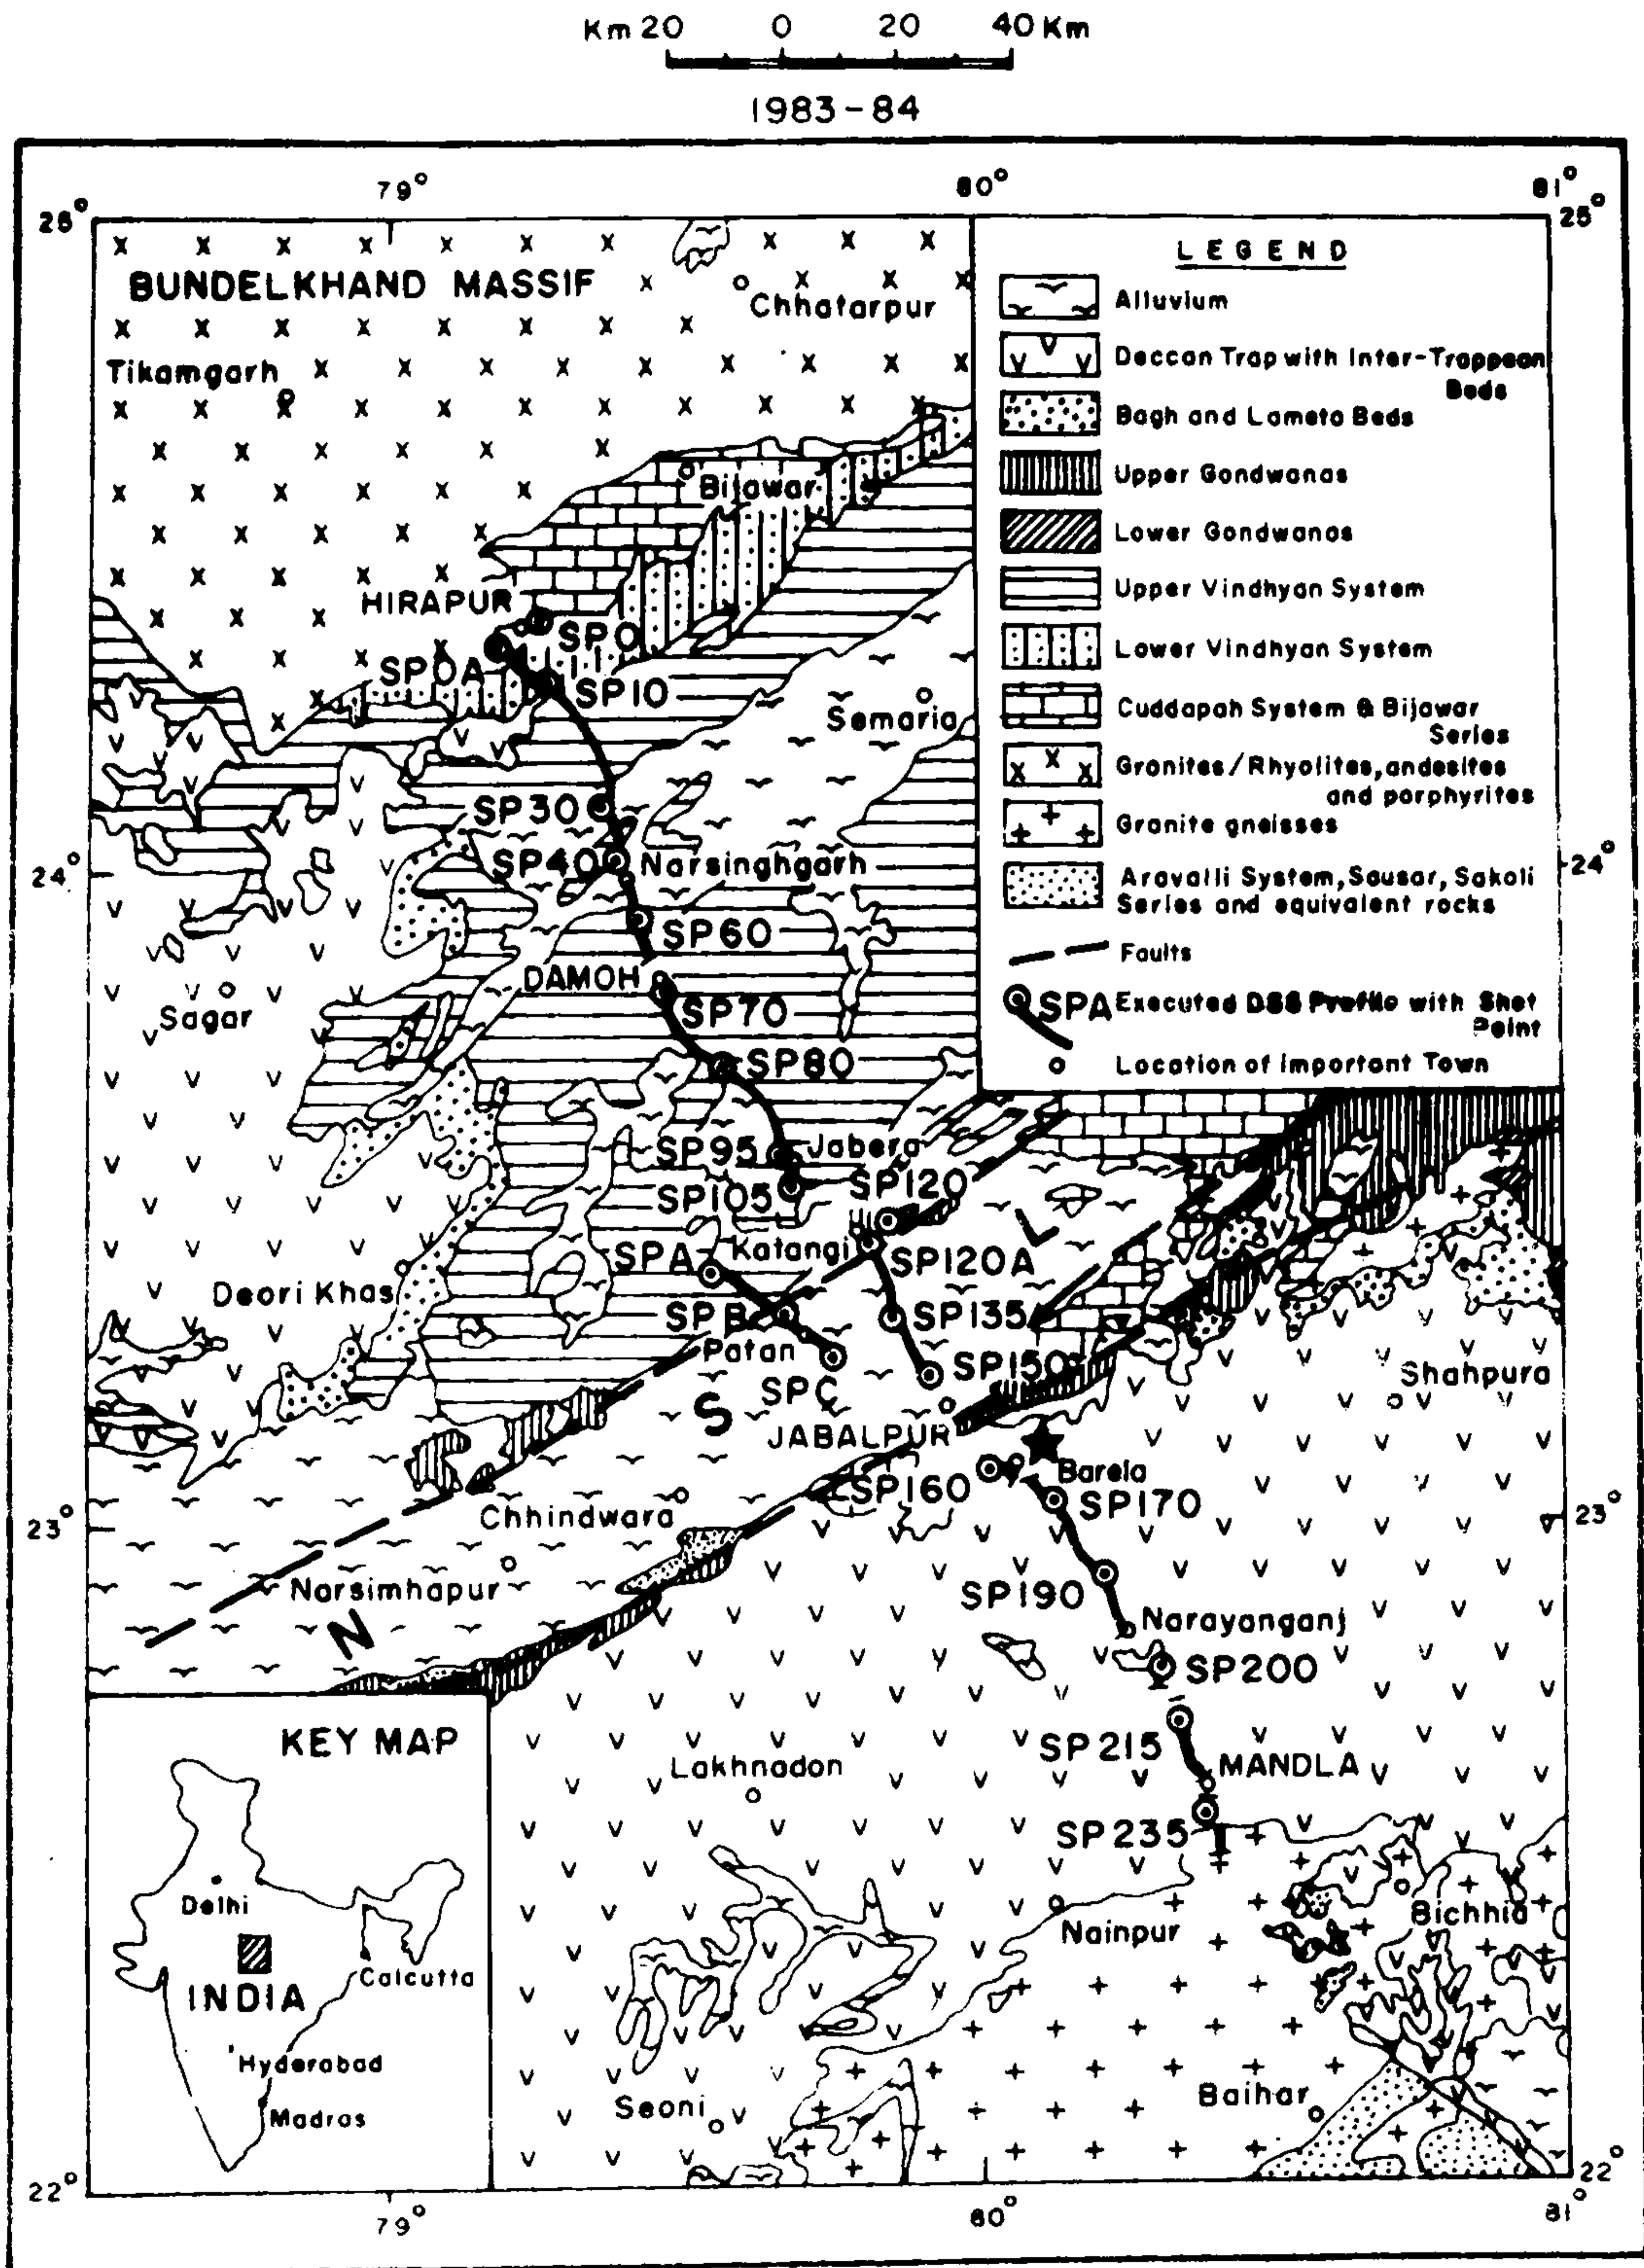 Km 20 0 20 40 Km
1983-84
79° 80° 81°
25° 25°
BUNDELKHAND MASSIF
Chhatarpur
Tikamgarh
Bijawar
HIRAPUR
SP0
SP0A
SP10
Semaria
SP30
24° 24°
SP40 Narsinghgarh
SP60
DAMOH
Sagar
SP70
SP80
SP95 Jabera
SP105 SP120
L
SPA Katangi
SP120A
Deori Khas
SPB SP135
Patan SP150
Shahpura
SPC
S
JABALPUR
Barela
SP160
SP170
Chhindwara
23° 23°
Narsimhapur
SP190
Narayanganj
N
SP200
SP215
MANDLA
Lakhnadon
SP235
Nainpur
Bichhia
Baihar
Seoni
22° 22°
79° 80° 81°
LEGEND
Alluvium
Deccan Trap with Inter-Trappean
Beds
Bagh and Lameta Beds
Upper Gondwanas
Lower Gondwanas
Upper Vindhyan System
Lower Vindhyan System
Cuddapah System & Bijawar
Series
Granites/Rhyolites, andesites
and porphyrites
Granite gneisses
Aravalli System, Sausar, Sakoli
Series and equivalent rocks
Faults
SPA Executed DSS Profile with Shot
Point
Location of Important Town
KEY MAP
Delhi
Calcutta
INDIA
Hyderabad
Madras